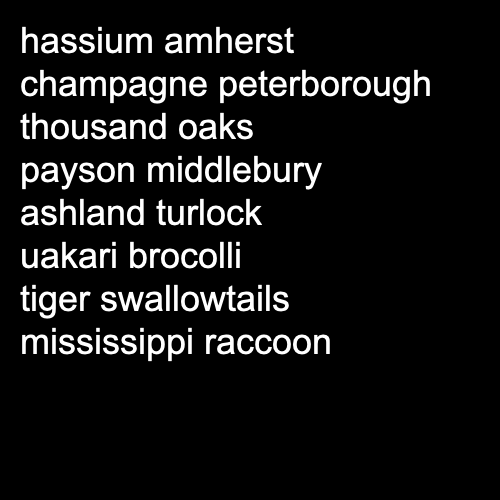 hassium amherst
champagne peterborough
thousand oaks
payson middlebury
ashland turlock
uakari brocolli
tiger swallowtails
mississippi raccoon